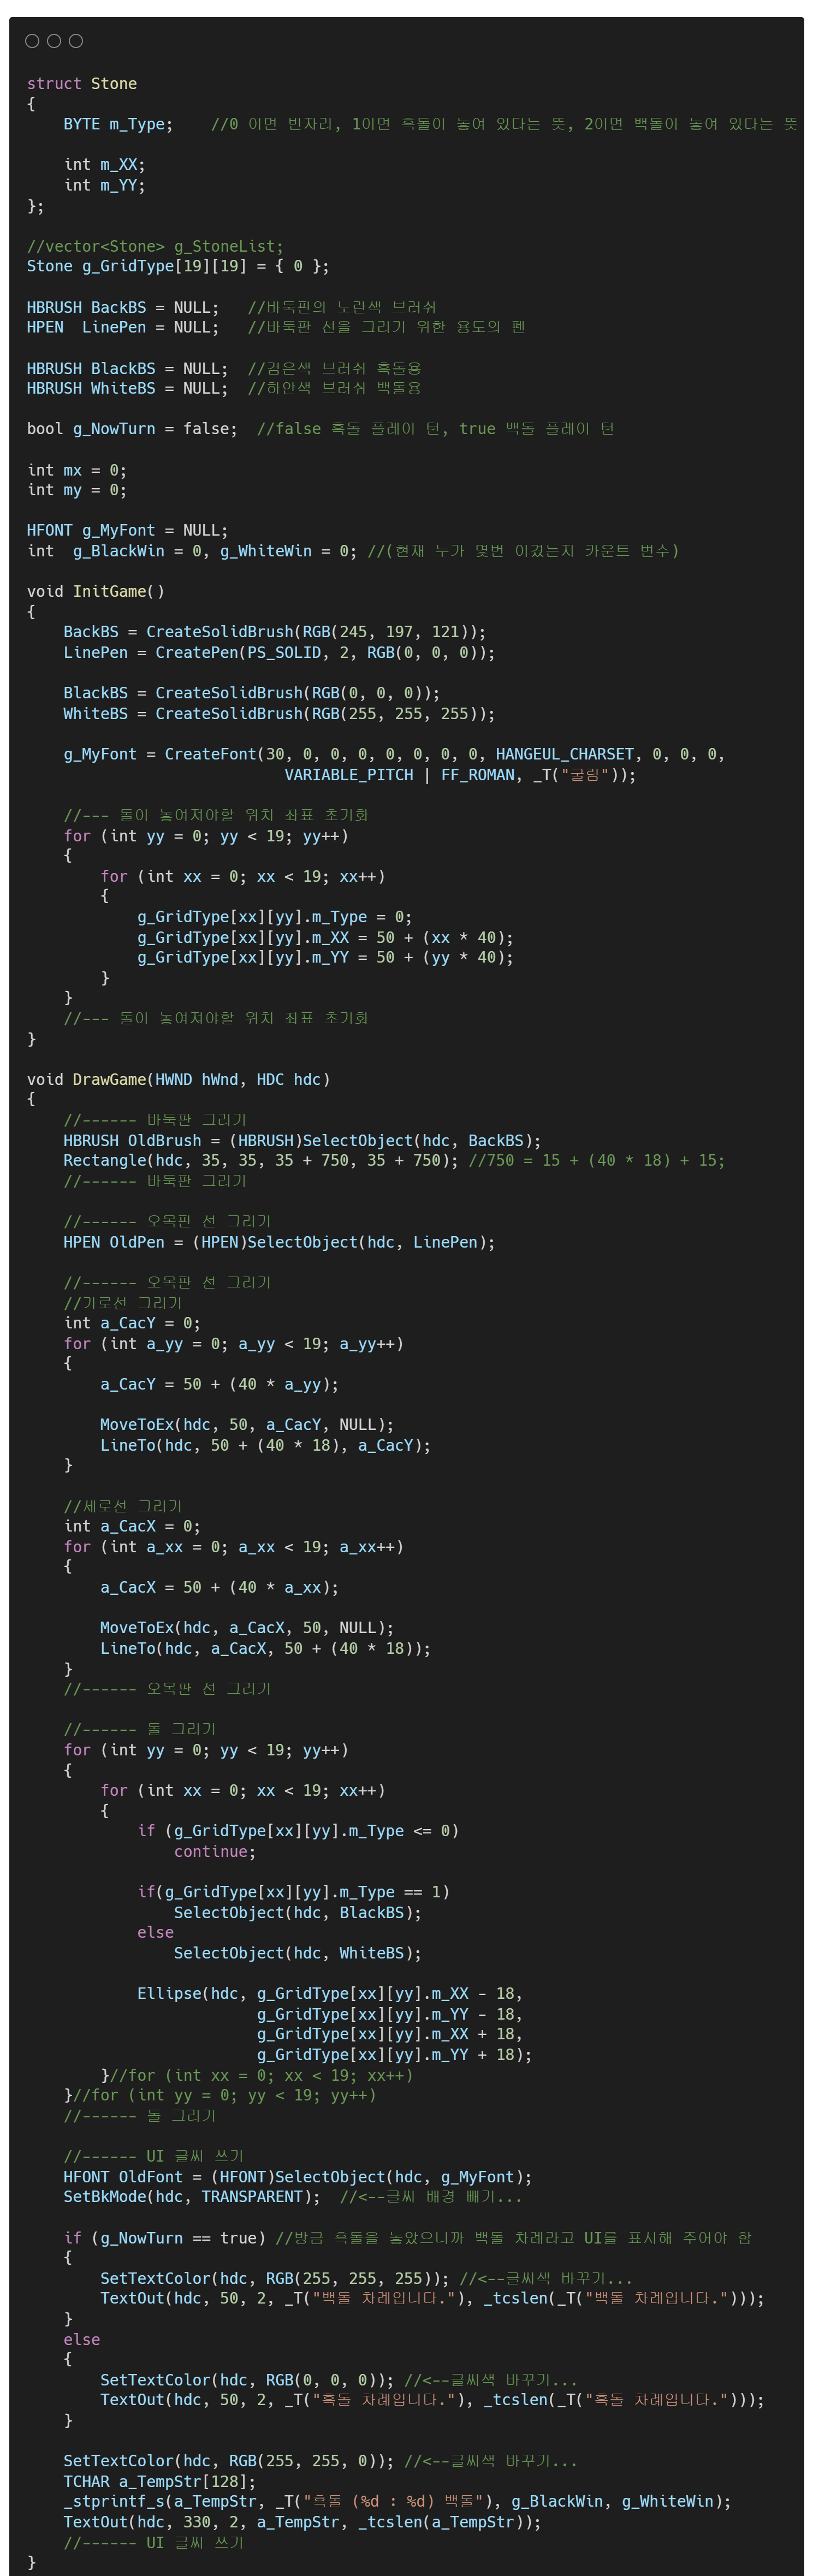 struct Stone
{
    BYTE m_Type;    //0 이면 빈자리, 1이면 흑돌이 놓여 있다는 뜻, 2이면 백돌이 놓여 있다는 뜻

    int m_XX;
    int m_YY;
};

//vector<Stone> g_StoneList;
Stone g_GridType[19][19] = { 0 };

HBRUSH BackBS = NULL;   //바둑판의 노란색 브러쉬
HPEN  LinePen = NULL;   //바둑판 선을 그리기 위한 용도의 펜

HBRUSH BlackBS = NULL;  //검은색 브러쉬 흑돌용
HBRUSH WhiteBS = NULL;  //하얀색 브러쉬 백돌용

bool g_NowTurn = false;  //false 흑돌 플레이 턴, true 백돌 플레이 턴

int mx = 0;
int my = 0;

HFONT g_MyFont = NULL;
int  g_BlackWin = 0, g_WhiteWin = 0; //(현재 누가 몇번 이겼는지 카운트 변수)

void InitGame()
{
    BackBS = CreateSolidBrush(RGB(245, 197, 121));
    LinePen = CreatePen(PS_SOLID, 2, RGB(0, 0, 0));

    BlackBS = CreateSolidBrush(RGB(0, 0, 0));
    WhiteBS = CreateSolidBrush(RGB(255, 255, 255));

    g_MyFont = CreateFont(30, 0, 0, 0, 0, 0, 0, 0, HANGEUL_CHARSET, 0, 0, 0,
                            VARIABLE_PITCH | FF_ROMAN, _T("굴림"));

    //--- 돌이 놓여져야할 위치 좌표 초기화
    for (int yy = 0; yy < 19; yy++)
    {
        for (int xx = 0; xx < 19; xx++)
        {
            g_GridType[xx][yy].m_Type = 0;
            g_GridType[xx][yy].m_XX = 50 + (xx * 40);
            g_GridType[xx][yy].m_YY = 50 + (yy * 40);
        }
    }
    //--- 돌이 놓여져야할 위치 좌표 초기화
}

void DrawGame(HWND hWnd, HDC hdc)
{
    //------ 바둑판 그리기
    HBRUSH OldBrush = (HBRUSH)SelectObject(hdc, BackBS);
    Rectangle(hdc, 35, 35, 35 + 750, 35 + 750); //750 = 15 + (40 * 18) + 15;
    //------ 바둑판 그리기

    //------ 오목판 선 그리기
    HPEN OldPen = (HPEN)SelectObject(hdc, LinePen);

    //------ 오목판 선 그리기
    //가로선 그리기
    int a_CacY = 0;
    for (int a_yy = 0; a_yy < 19; a_yy++)
    {
        a_CacY = 50 + (40 * a_yy);

        MoveToEx(hdc, 50, a_CacY, NULL);
        LineTo(hdc, 50 + (40 * 18), a_CacY);
    }

    //세로선 그리기
    int a_CacX = 0;
    for (int a_xx = 0; a_xx < 19; a_xx++)
    {
        a_CacX = 50 + (40 * a_xx);

        MoveToEx(hdc, a_CacX, 50, NULL);
        LineTo(hdc, a_CacX, 50 + (40 * 18));
    }
    //------ 오목판 선 그리기

    //------ 돌 그리기
    for (int yy = 0; yy < 19; yy++)
    {
        for (int xx = 0; xx < 19; xx++)
        {
            if (g_GridType[xx][yy].m_Type <= 0)
                continue;

            if(g_GridType[xx][yy].m_Type == 1)
                SelectObject(hdc, BlackBS);
            else
                SelectObject(hdc, WhiteBS);

            Ellipse(hdc, g_GridType[xx][yy].m_XX - 18,
                         g_GridType[xx][yy].m_YY - 18,
                         g_GridType[xx][yy].m_XX + 18,
                         g_GridType[xx][yy].m_YY + 18);
        }//for (int xx = 0; xx < 19; xx++)
    }//for (int yy = 0; yy < 19; yy++)
    //------ 돌 그리기

    //------ UI 글씨 쓰기
    HFONT OldFont = (HFONT)SelectObject(hdc, g_MyFont);
    SetBkMode(hdc, TRANSPARENT);  //<--글씨 배경 빼기...

    if (g_NowTurn == true) //방금 흑돌을 놓았으니까 백돌 차례라고 UI를 표시해 주어야 함
    {
        SetTextColor(hdc, RGB(255, 255, 255)); //<--글씨색 바꾸기...
        TextOut(hdc, 50, 2, _T("백돌 차례입니다."), _tcslen(_T("백돌 차례입니다.")));
    }
    else
    {
        SetTextColor(hdc, RGB(0, 0, 0)); //<--글씨색 바꾸기...
        TextOut(hdc, 50, 2, _T("흑돌 차례입니다."), _tcslen(_T("흑돌 차례입니다.")));
    }

    SetTextColor(hdc, RGB(255, 255, 0)); //<--글씨색 바꾸기...
    TCHAR a_TempStr[128];
    _stprintf_s(a_TempStr, _T("흑돌 (%d : %d) 백돌"), g_BlackWin, g_WhiteWin);
    TextOut(hdc, 330, 2, a_TempStr, _tcslen(a_TempStr));
    //------ UI 글씨 쓰기
}